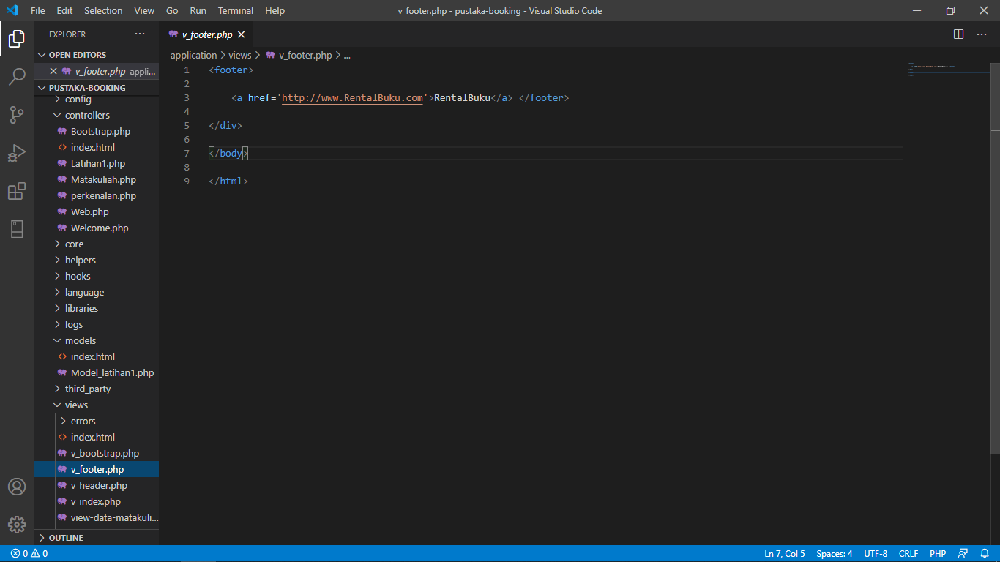 File Edit Selection View Go Run Terminal Help v_footer.php - pustaka-booking - Visual Studio Code
EXPLORER ...
OPEN EDITORS
v_footer.php appli...
PUSTAKA-BOOKING
config
controllers
Bootstrap.php
index.html
Latihan1.php
Matakuliah.php
perkenalan.php
Web.php
Welcome.php
core
helpers
hooks
language
libraries
logs
models
index.html
Model_latihan1.php
third_party
views
errors
index.html
v_bootstrap.php
v_footer.php
v_header.php
v_index.php
view-data-matakuli...
OUTLINE
v_footer.php
application > views > v_footer.php > ...
1 <footer>
2
3 <a href='http://www.RentalBuku.com'>RentalBuku</a> </footer>
4
5 </div>
6
7 </body>
8
9 </html>
0 0 Ln 7, Col 5 Spaces: 4 UTF-8 CRLF PHP